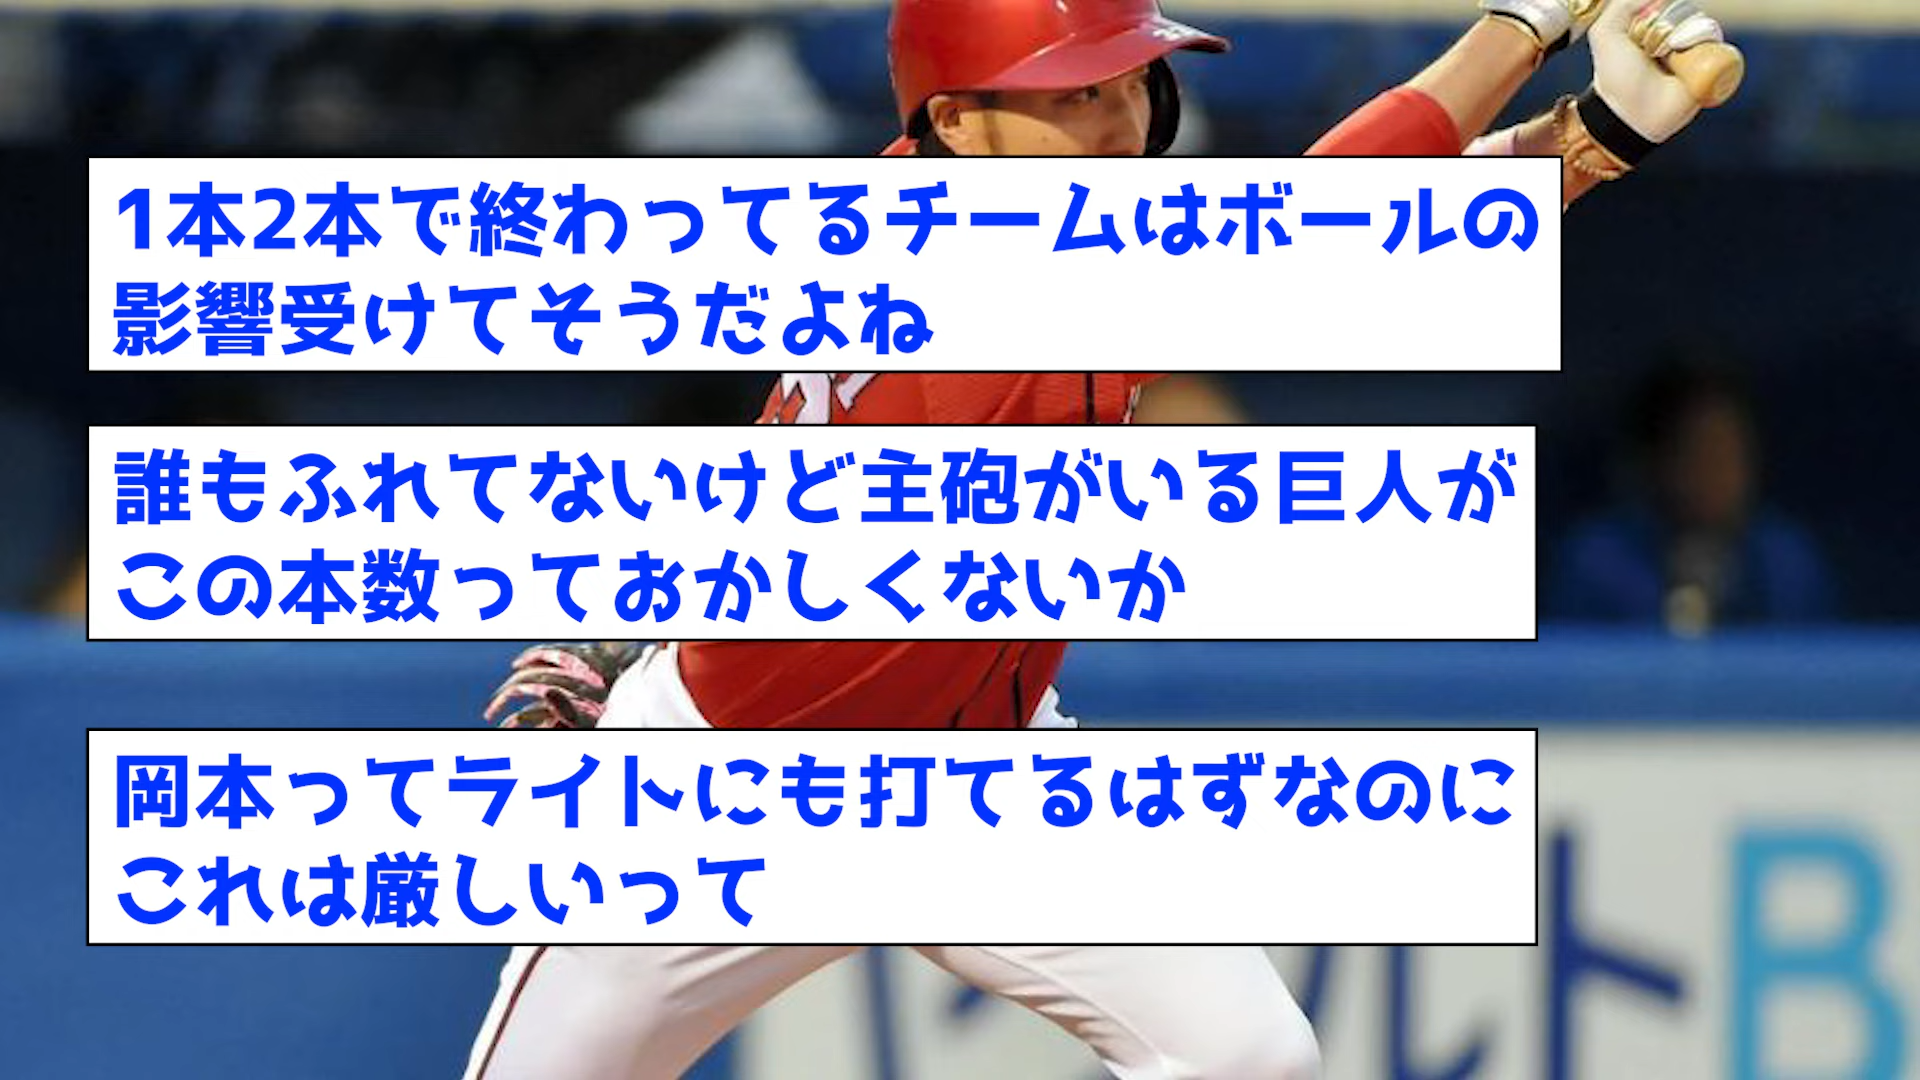 1本2本で終わってるチームはボールの
影響受けてそうだよね
誰もふれてないけど主砲がいる巨人が
この本数っておかしくないか
岡本ってライトにも打てるはずなのに
これは厳しいって